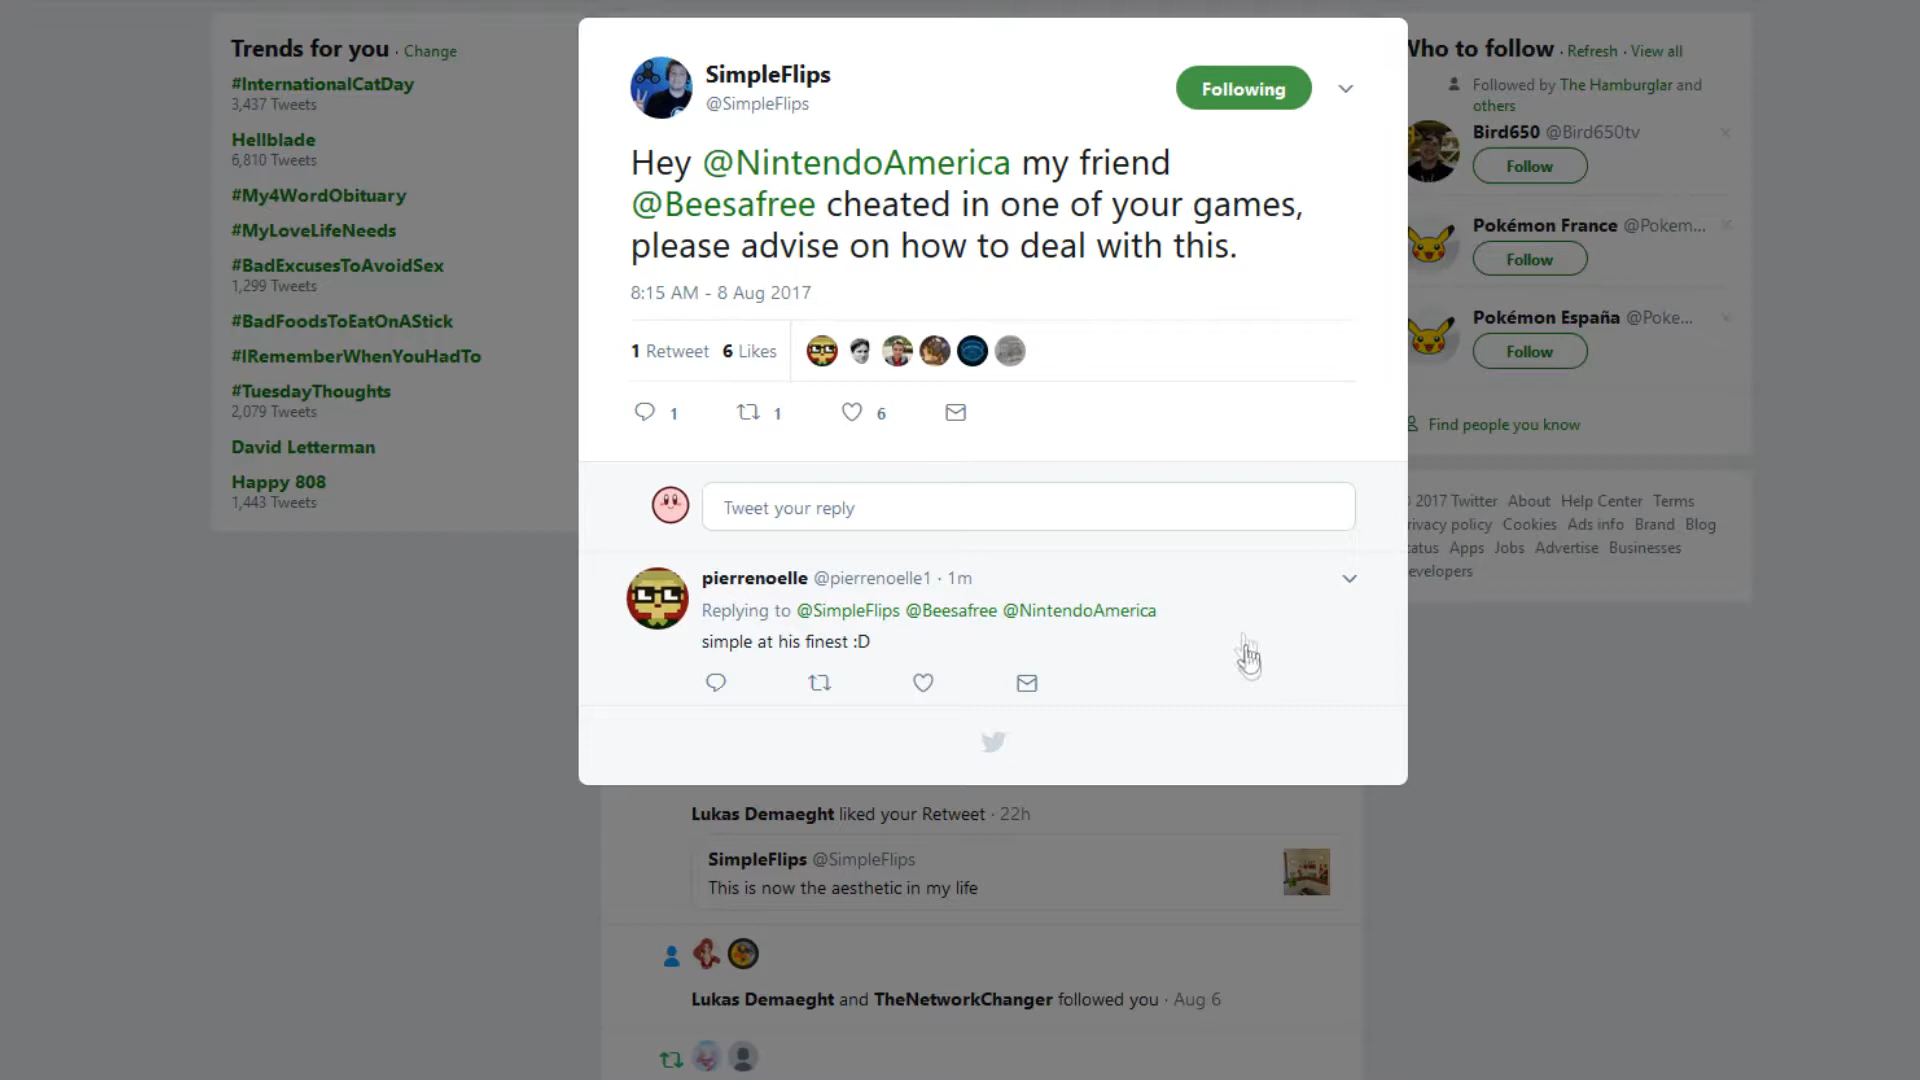 Trends for you · Change
#InternationalCatDay
3,437 Tweets
Hellblade
6,810 Tweets
#My4WordObituary
#MyLoveLifeNeeds
#BadExcusesToAvoidSex
1,299 Tweets
#BadFoodsToEatOnAStick
#IRememberWhenYouHadTo
#TuesdayThoughts
2,079 Tweets
David Letterman
Happy 808
1,443 Tweets
SimpleFlips
@SimpleFlips
Following
Hey @NintendoAmerica my friend
@Beesafree cheated in one of your games,
please advise on how to deal with this.
8:15 AM - 8 Aug 2017
1 Retweet 6 Likes
1 1 6
Tweet your reply
pierrenoelle @pierrenoelle1 · 1m
Replying to @SimpleFlips @Beesafree @NintendoAmerica
simple at his finest :D
Lukas Demaeght liked your Retweet · 22h
SimpleFlips @SimpleFlips
This is now the aesthetic in my life
Lukas Demaeght and TheNetworkChanger followed you · Aug 6
Who to follow · Refresh · View all
Followed by The Hamburglar and
others
Bird650 @Bird650tv
Follow
Pokémon France @Pokem...
Follow
Pokémon España @Poke...
Follow
Find people you know
© 2017 Twitter About Help Center Terms
rivacy policy Cookies Ads info Brand Blog
tatus Apps Jobs Advertise Businesses
evelopers